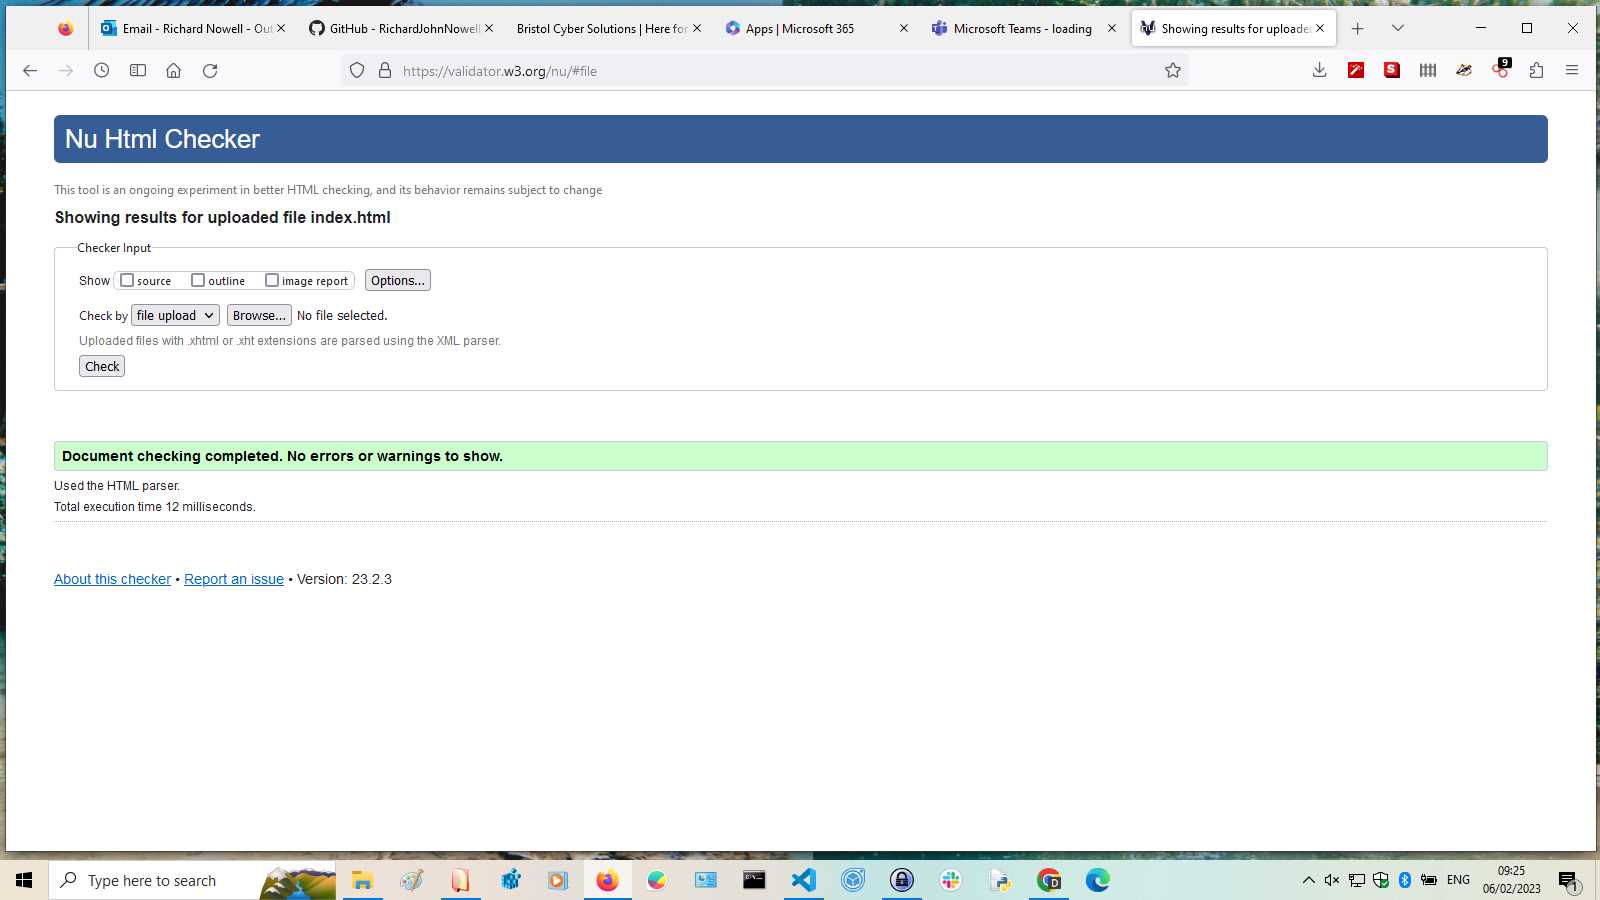 Email - Richard Nowell - Out
GitHub - RichardJohnNowell
Bristol Cyber Solutions | Here for
Apps | Microsoft 365
Microsoft Teams - loading
Showing results for uploaded
https://validator.w3.org/nu/#file
9
Nu Html Checker
This tool is an ongoing experiment in better HTML checking, and its behavior remains subject to change
Showing results for uploaded file index.html
Checker Input
Show source outline image report Options...
Check by file upload Browse... No file selected.
Uploaded files with .xhtml or .xht extensions are parsed using the XML parser.
Check
Document checking completed. No errors or warnings to show.
Used the HTML parser.
Total execution time 12 milliseconds.
About this checker • Report an issue • Version: 23.2.3
Type here to search
ENG
09:25
06/02/2023
1